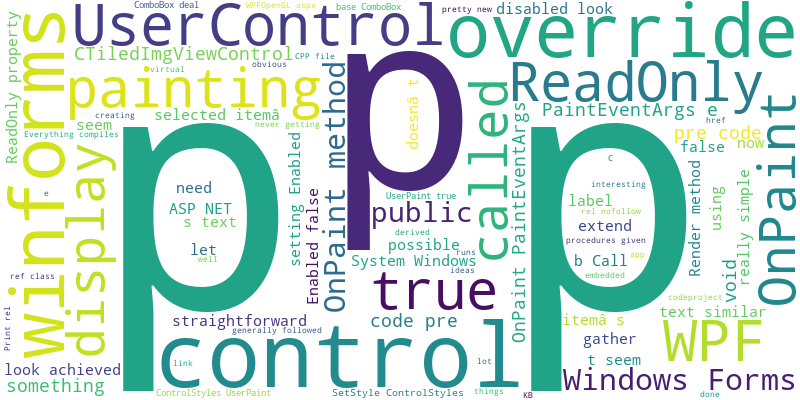 ComboBox deal
WPFOpenGL aspx
base ComboBox
pretty new
disabled look
UserControl
override
CPP file
CTiledImgViewControl
obvious
virtual
painting
ReadOnly
ReadOnly property
winforms
display
selected itemâ
PaintEventArgs e
creating
seem
never getting
Everything compiles
doesnâ t
called
pre code
href
false
now
OnPaint
OnPaint method
OnPaint PaintEventArgs
setting Enabled
Enabled false
p
p
p
need
e
ASP NET
s text
let
well
UserPaint true
public
derived
possible
runs
System Windows
ideas
C
interesting
label
rel nofollow
extend
procedures given
b Call
app
embedded
Render method
using
void
really simple
ref class
true
codeproject
text similar
straightforward
generally followed
code pre
itemâ s
gather
WPF
Print rel
control
t seem
look achieved
link
lot
Windows Forms
something
ControlStyles UserPaint
SetStyle ControlStyles
things
KB
done